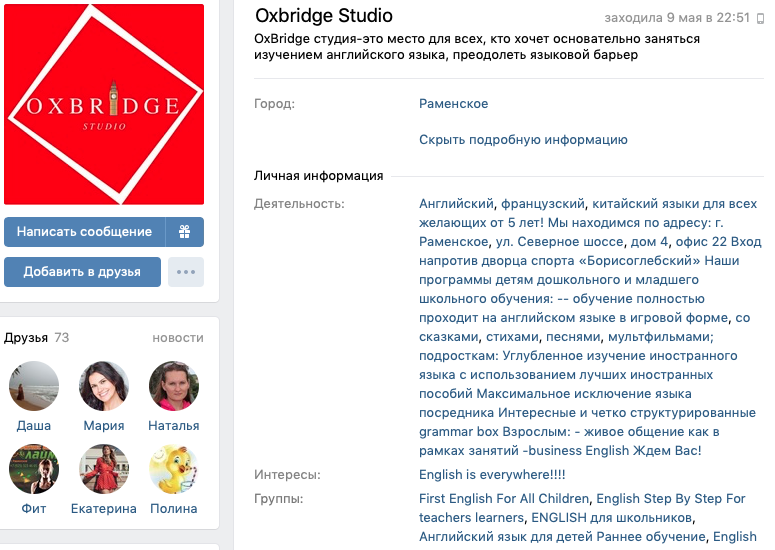 OXBRIDGE
STUDIO
Написать сообщение
Добавить в друзья
Друзья 73
новости
Даша
Мария
Наталья
Фит
Екатерина
Полина
Oxbridge Studio
заходила 9 мая в 22:51
OxBridge студия-это место для всех, кто хочет основательно заняться
изучением английского языка, преодолеть языковой барьер
Город:
Раменское
Скрыть подробную информацию
Личная информация
Деятельность:
Английский, французский, китайский языки для всех
желающих от 5 лет! Мы находимся по адресу: г.
Раменское, ул. Северное шоссе, дом 4, офис 22 Вход
напротив дворца спорта «Борисоглебский» Наши
программы детям дошкольного и младшего
школьного обучения: -- обучение полностью
проходит на английском языке в игровой форме, со
сказками, стихами, песнями, мультфильмами;
подросткам: Углубленное изучение иностранного
языка с использованием лучших иностранных
пособий Максимальное исключение языка
посредника Интересные и четко структурированные
grammar box Взрослым: - живое общение как в
рамках занятий -business English Ждем Вас!
Интересы:
English is everywhere!!!!
Группы:
First English For All Children, English Step By Step For
teachers learners, ENGLISH для школьников,
Английский язык для детей Раннее обучение, English